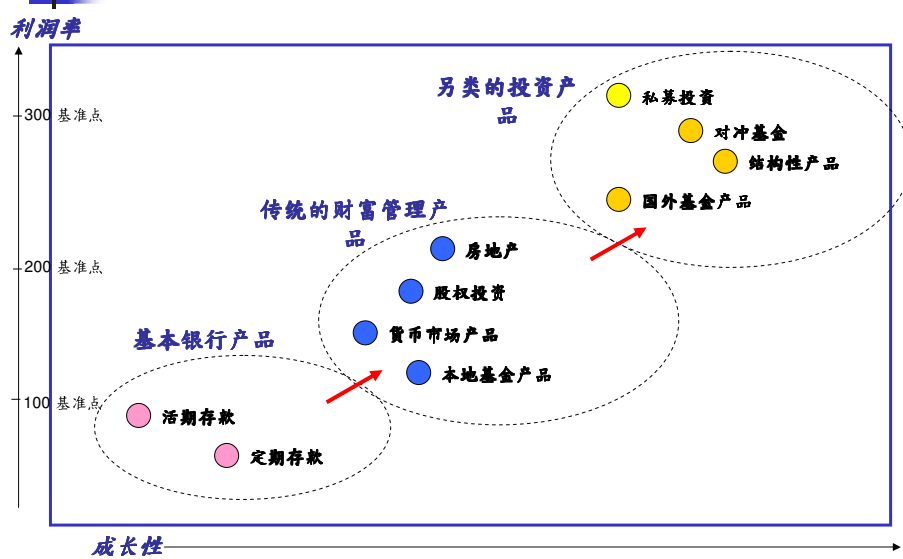 利润率
另类的投资产
品
私募投资
300 基准点
对冲基金
结构性产品
国外基金产品
传统的财富管理产
品
房地产
200 基准点
股权投资
基本银行产品
货币市场产品
本地基金产品
100 基准点
活期存款
定期存款
成长性